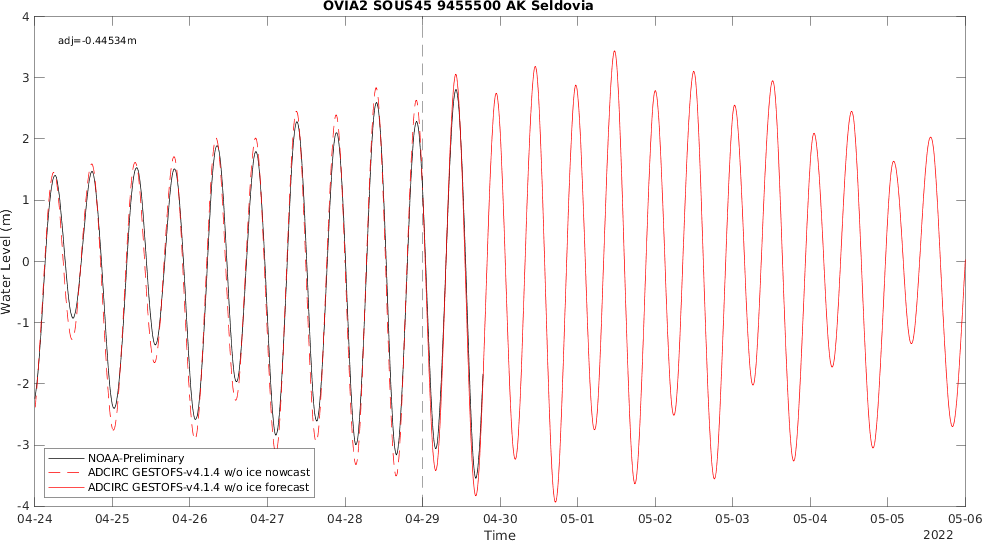 OVIA2 SOUS45 9455500 AK Seldovia
adj=-0.44534m
4
3
2
1
0
-1
-2
-3
-4
Water Level (m)
NOAA-Preliminary
ADCIRC GESTOFS-v4.1.4 w/o ice nowcast
ADCIRC GESTOFS-v4.1.4 w/o ice forecast
04-24 04-25 04-26 04-27 04-28 04-29 04-30 05-01 05-02 05-03 05-04 05-05 05-06
Time
2022